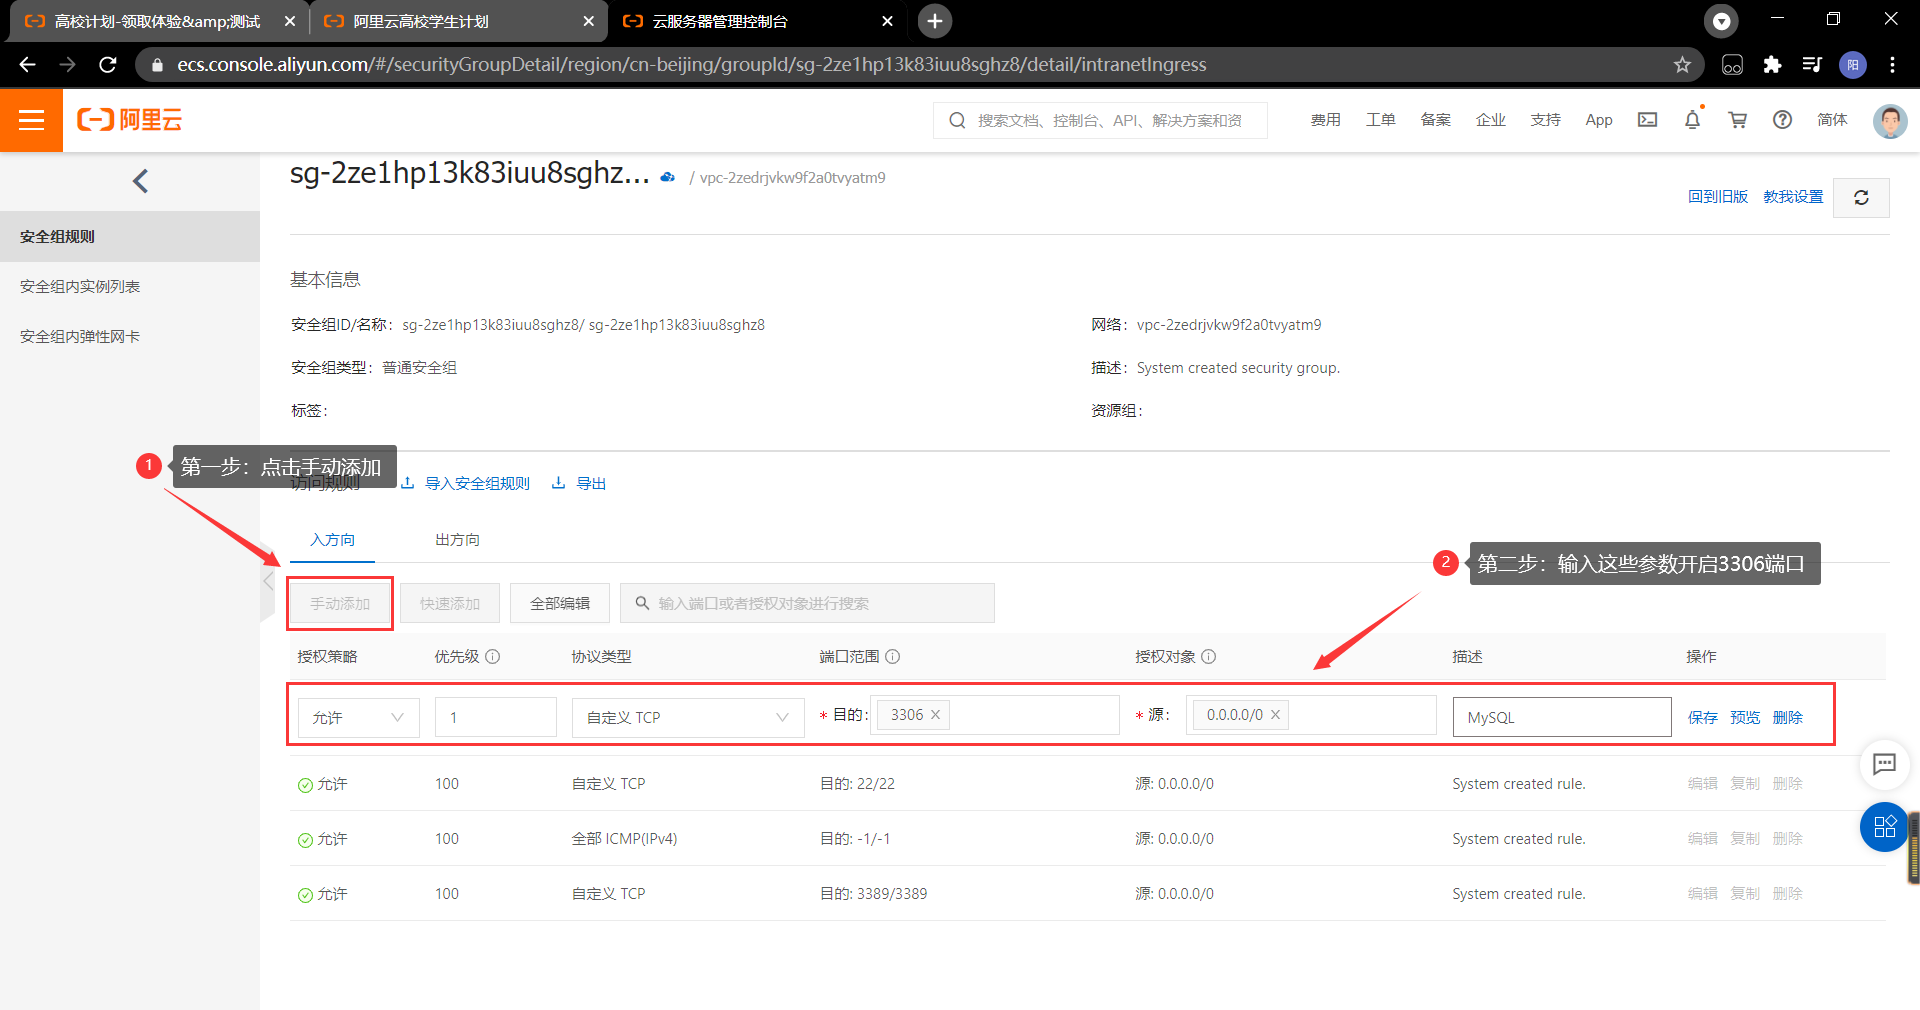 高校计划-领取体验&amp;测试
阿里云高校学生计划
云服务器管理控制台
ecs.console.aliyun.com/#/securityGroupDetail/region/cn-beijing/groupId/sg-2ze1hp13k83iuu8sghz8/detail/intranetIngress
阳
阿里云
搜索文档、控制台、API、解决方案和资
费用
工单
备案
企业
支持
App
简体
sg-2ze1hp13k83iuu8sghz...
/ vpc-2zedrjvkw9f2a0tvyatm9
回到旧版
教我设置
安全组规则
安全组内实例列表
安全组内弹性网卡
基本信息
安全组ID/名称： sg-2ze1hp13k83iuu8sghz8/ sg-2ze1hp13k83iuu8sghz8
网络： vpc-2zedrjvkw9f2a0tvyatm9
安全组类型： 普通安全组
描述： System created security group.
标签：
资源组：
1
第一步：点击手动添加
访问规则
导入安全组规则
导出
入方向
出方向
2
第二步：输入这些参数开启3306端口
手动添加
快速添加
全部编辑
输入端口或者授权对象进行搜索
授权策略 优先级 协议类型 端口范围 授权对象 描述 操作
允许 1 自定义 TCP * 目的: 3306 * 源: 0.0.0.0/0 MySQL 保存 预览 删除
允许 100 自定义 TCP 目的: 22/22 源: 0.0.0.0/0 System created rule. 编辑 复制 删除
允许 100 全部 ICMP(IPv4) 目的: -1/-1 源: 0.0.0.0/0 System created rule. 编辑 复制 删除
允许 100 自定义 TCP 目的: 3389/3389 源: 0.0.0.0/0 System created rule. 编辑 复制 删除